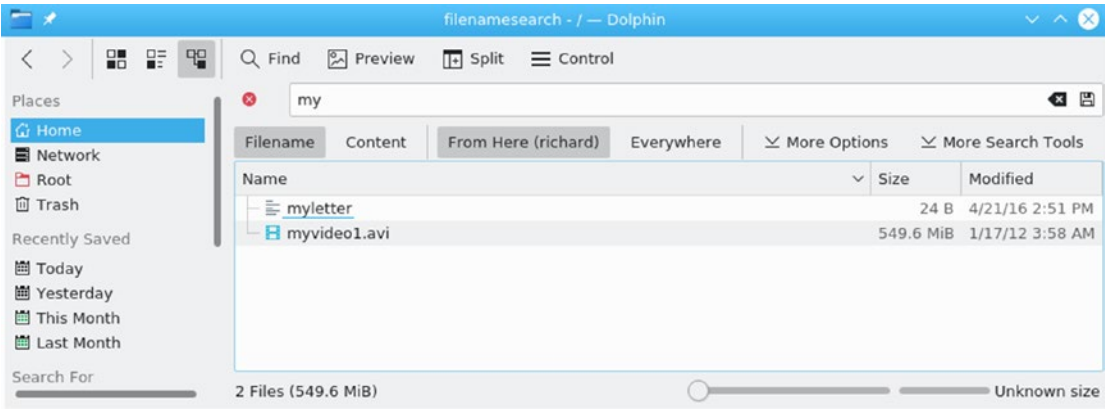 filenamesearch - / — Dolphin
Find Preview Split Control
Places
my
Home
Filename Content From Here (richard) Everywhere More Options More Search Tools
Network
Root
Name Size Modified
Trash
myletter 24 B 4/21/16 2:51 PM
Recently Saved
myvideo1.avi 549.6 MiB 1/17/12 3:58 AM
Today
Yesterday
This Month
Last Month
Search For
2 Files (549.6 MiB) Unknown size